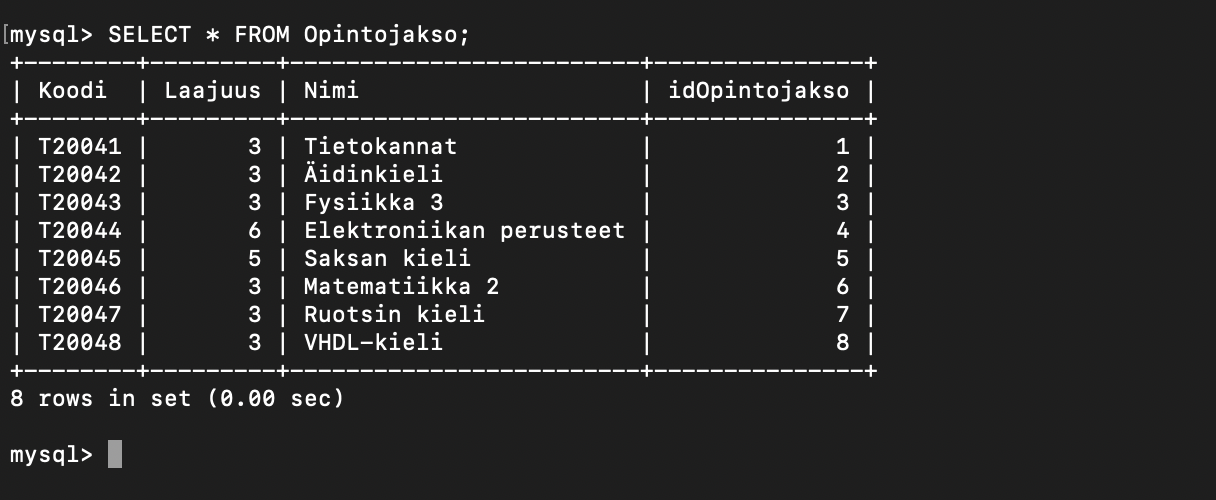 [mysql> SELECT * FROM Opintojakso;
+--------+---------+-------------------------+---------------+
| Koodi  | Laajuus | Nimi                    | idOpintojakso |
+--------+---------+-------------------------+---------------+
| T20041 |       3 | Tietokannat             |             1 |
| T20042 |       3 | Äidinkieli              |             2 |
| T20043 |       3 | Fysiikka 3              |             3 |
| T20044 |       6 | Elektroniikan perusteet |             4 |
| T20045 |       5 | Saksan kieli            |             5 |
| T20046 |       3 | Matematiikka 2          |             6 |
| T20047 |       3 | Ruotsin kieli           |             7 |
| T20048 |       3 | VHDL-kieli              |             8 |
+--------+---------+-------------------------+---------------+
8 rows in set (0.00 sec)
mysql>